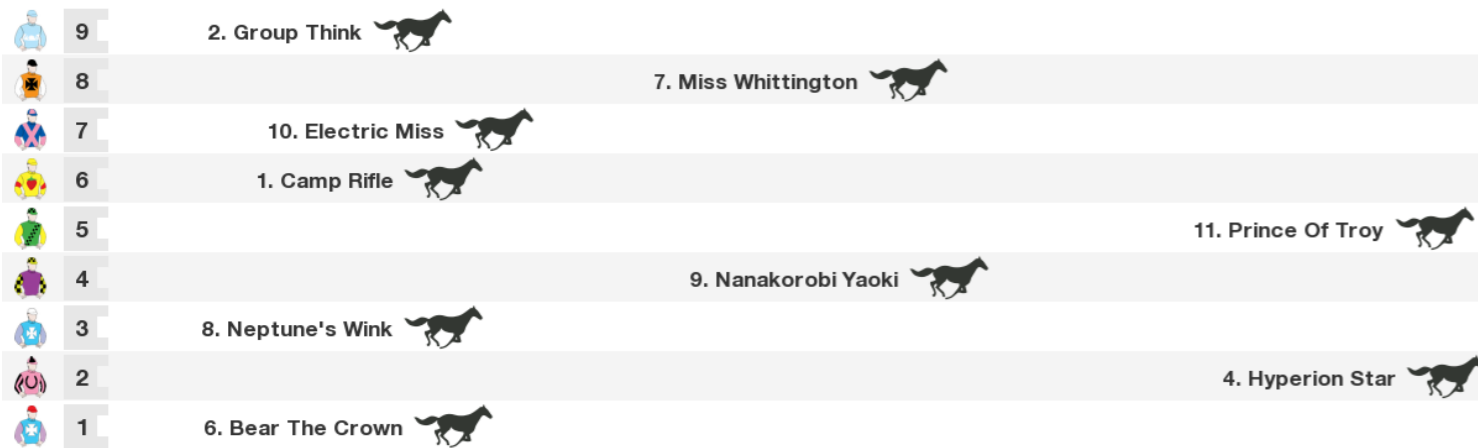 9 2. Group Think
8 7. Miss Whittington
7 10. Electric Miss
6 1. Camp Rifle
5 11. Prince Of Troy
4 9. Nanakorobi Yaoki
3 8. Neptune's Wink
2 4. Hyperion Star
1 6. Bear The Crown